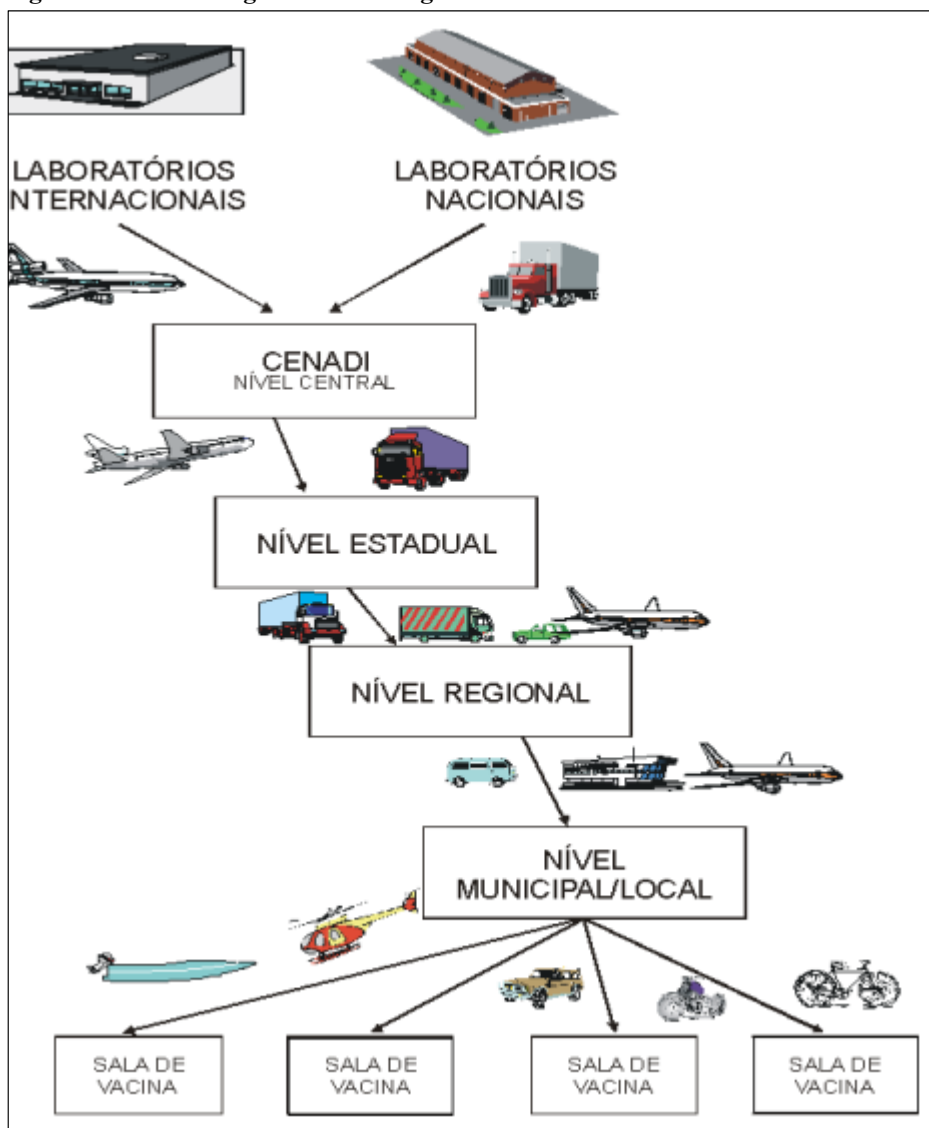 LABORATÓRIOS
NTERNACIONAIS
LABORATÓRIOS
NACIONAIS
CENADI
NÍVEL CENTRAL
NÍVEL ESTADUAL
NÍVEL REGIONAL
NÍVEL
MUNICIPAL/LOCAL
SALA DE
VACINA
SALA DE
VACINA
SALA DE
VACINA
SALA DE
VACINA